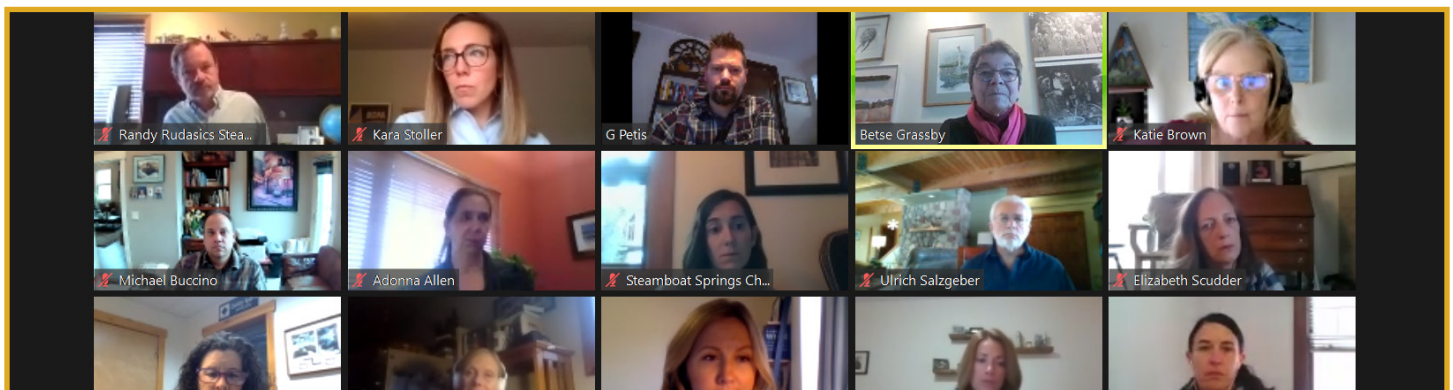 Randy Rudasics Stea...
Kara Stoller
G Petis
Betse Grassby
Katie Brown
Michael Buccino
Adonna Allen
Steamboat Springs Ch...
Ulrich Salzgeber
Elizabeth Scudder